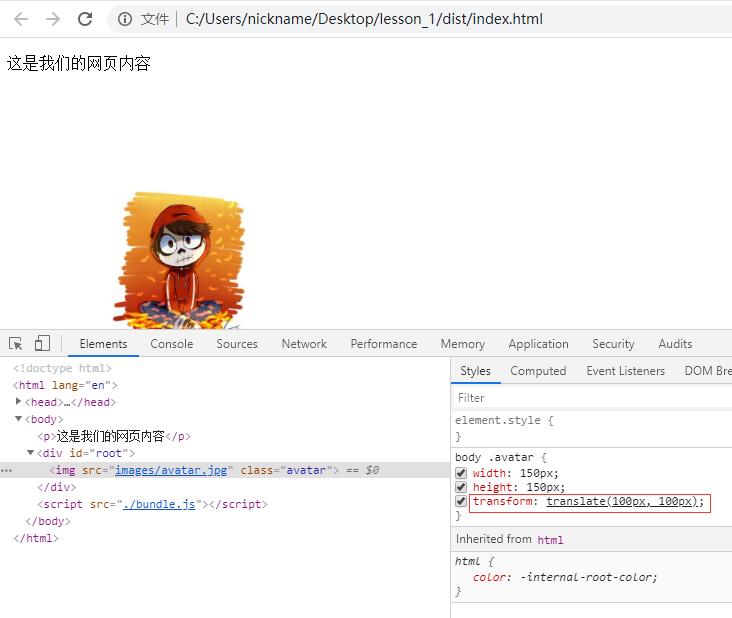 文件 C:/Users/nickname/Desktop/lesson_1/dist/index.html
这是我们的网页内容
Elements Console Sources Network Performance Memory Application Security Audits
<!doctype html>
<html lang="en">
<head>…</head>
<body>
<p>这是我们的网页内容</p>
<div id="root">
<img src="images/avatar.jpg" class="avatar"> == $0
</div>
<script src="./bundle.js"></script>
</body>
</html>
Styles Computed Event Listeners DOM Bre
Filter
element.style {
}
body .avatar {
width: 150px;
height: 150px;
transform: translate(100px, 100px);
}
Inherited from html
html {
color: -internal-root-color;
}